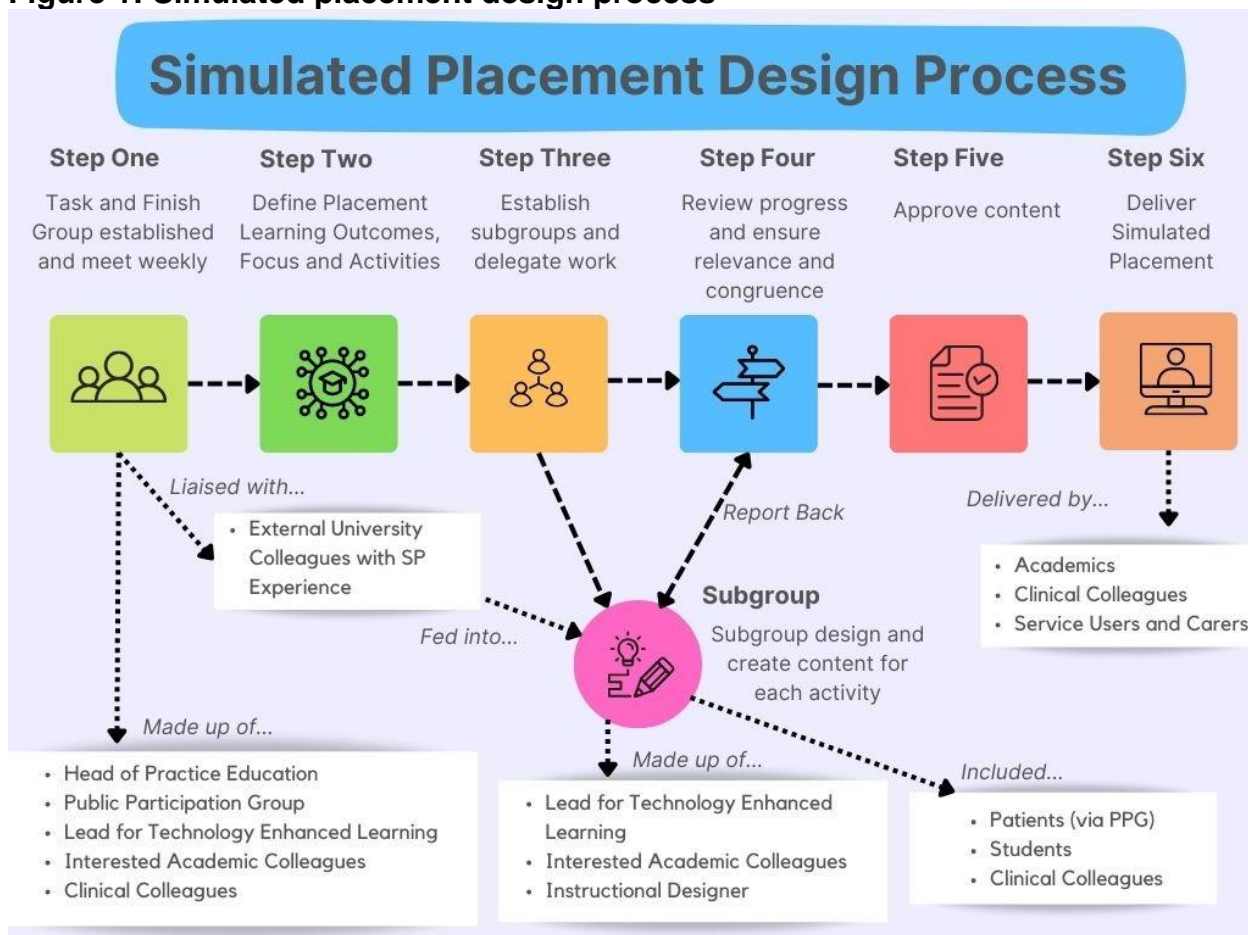 Figure 1: Simulated placement design process
Simulated Placement Design Process
Step One
Task and Finish
Group established
and meet weekly
Step Two
Define Placement
Learning Outcomes,
Focus and Activities
Step Three
Establish
subgroups and
delegate work
Step Four
Review progress
and ensure
relevance and
congruence
Step Five
Approve content
Step Six
Deliver
Simulated
Placement
Liaised with...
• External University
Colleagues with SP
Experience
Fed into...
Report Back
Subgroup
Subgroup design and
create content for
each activity
Delivered by...
• Academics
• Clinical Colleagues
• Service Users and Carers
Made up of...
• Head of Practice Education
• Public Participation Group
• Lead for Technology Enhanced Learning
• Interested Academic Colleagues
• Clinical Colleagues
Made up of...
• Lead for Technology Enhanced
Learning
• Interested Academic Colleagues
• Instructional Designer
Included...
• Patients (via PPG)
• Students
• Clinical Colleagues